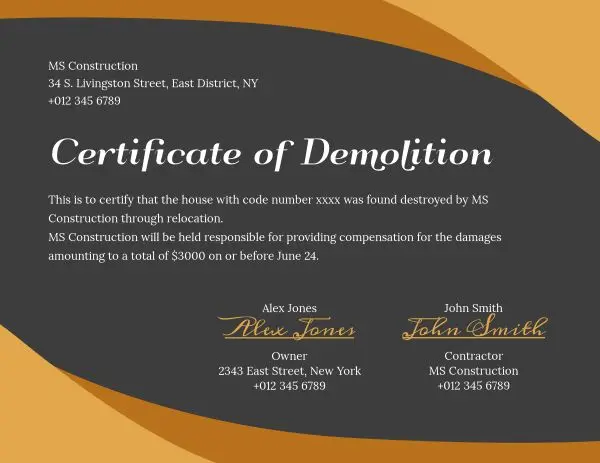 MS Construction
34 S. Livingston Street, East District, NY
+012 345 6789
Certificate of Demolition
This is to certify that the house with code number xxxx was found destroyed by MS
Construction through relocation.
MS Construction will be held responsible for providing compensation for the damages
amounting to a total of $3000 on or before June 24.
Alex Jones
Alex Jones
Owner
2343 East Street, New York
+012 345 6789
John Smith
John Smith
Contractor
MS Construction
+012 345 6789